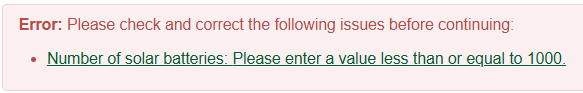 Error: Please check and correct the following issues before continuing:
• Number of solar batteries: Please enter a value less than or equal to 1000.